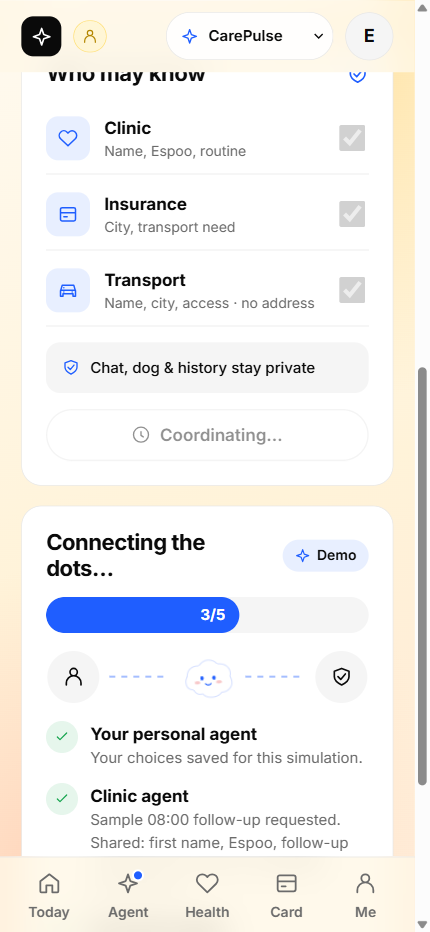 CarePulse
E
Who may know
Clinic
Name, Espoo, routine
Insurance
City, transport need
Transport
Name, city, access · no address
Chat, dog & history stay private
Coordinating...
Connecting the
dots...
Demo
3/5
Your personal agent
Your choices saved for this simulation.
Clinic agent
Sample 08:00 follow-up requested.
Shared: first name, Espoo, follow-up
Today
Agent
Health
Card
Me